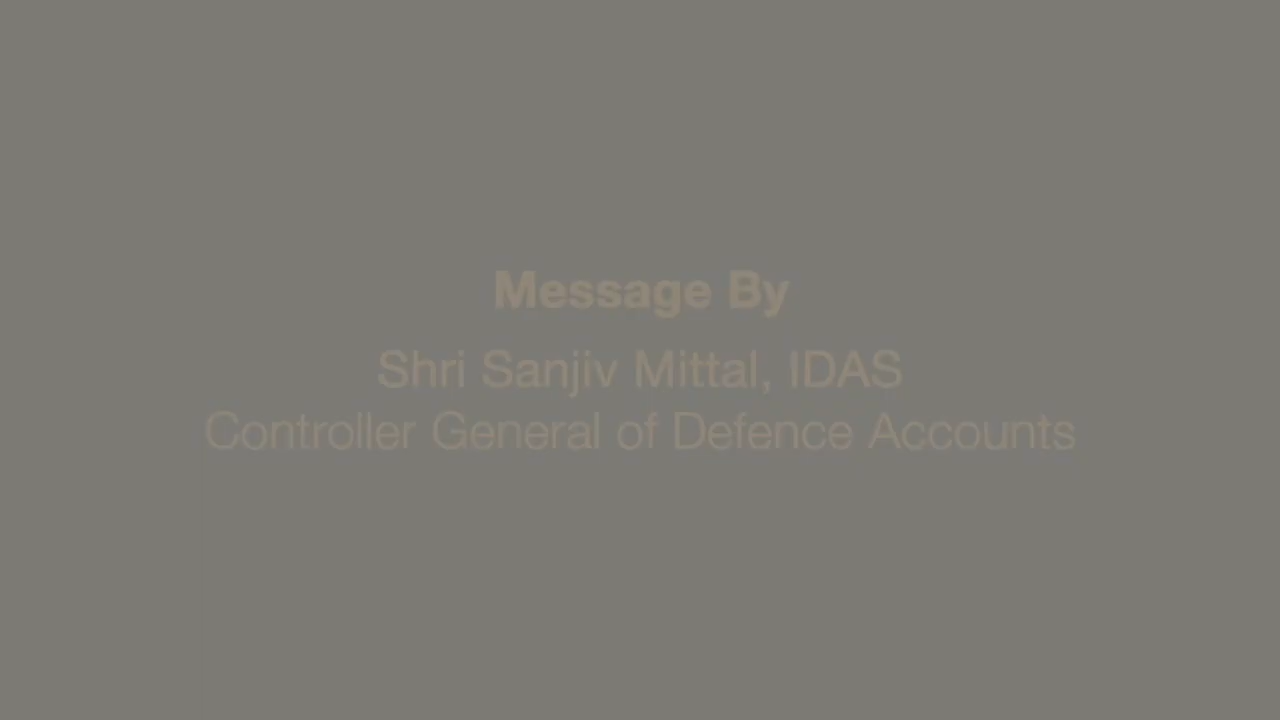 Message By
Shri Sanjiv Mittal, IDAS
Controller General of Defence Accounts